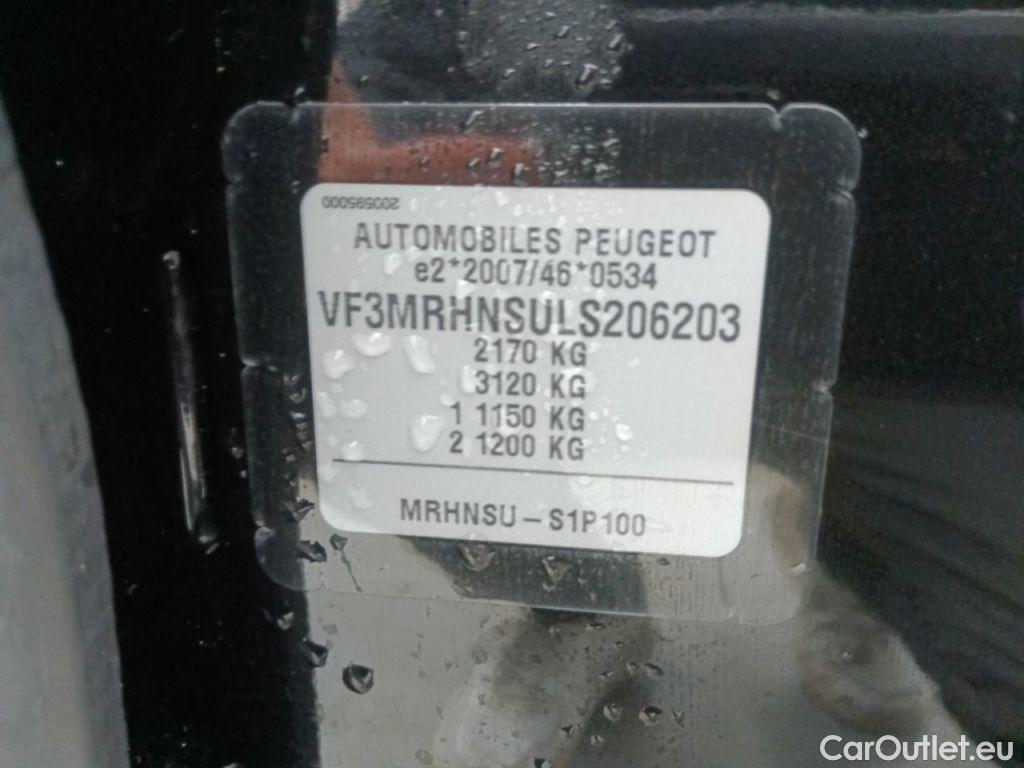 200595000
AUTOMOBILES PEUGEOT
e2*2007/46*0534
VF3MRHNSULS206203
2170 KG
3120 KG
1 1150 KG
2 1200 KG
MRHNSU – S1P100
CarOutlet.eu